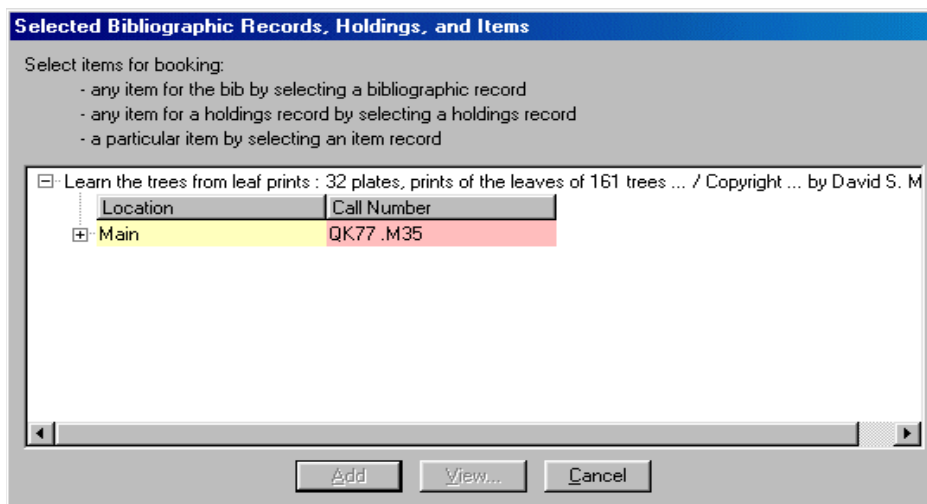 Selected Bibliographic Records, Holdings, and Items
Select items for booking:
- any item for the bib by selecting a bibliographic record
- any item for a holdings record by selecting a holdings record
- a particular item by selecting an item record
Learn the trees from leaf prints : 32 plates, prints of the leaves of 161 trees ... / Copyright ... by David S. M
Location Call Number
Main QK77 .M35
Add View... Cancel